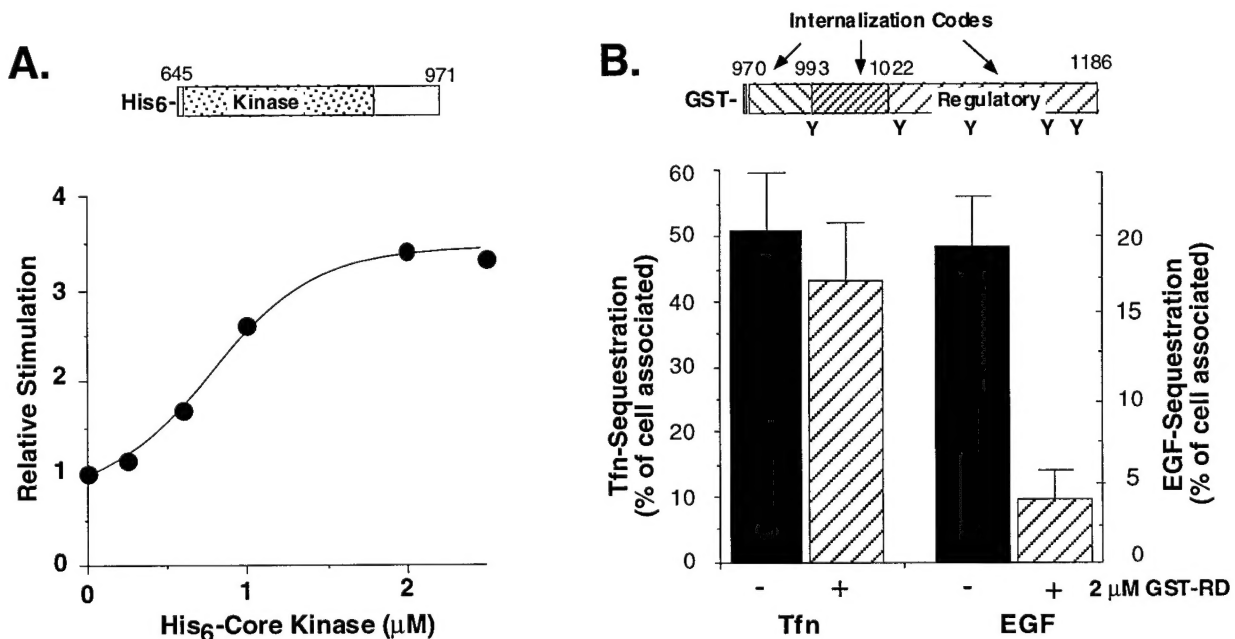 A.
645
971
His6-
Kinase
Relative Stimulation
4
3
2
1
0
0
1
2
His6-Core Kinase (μM)
B.
Internalization Codes
970
993
1022
1186
GST-
Regulatory
Y
Y
Y
Y
Y
Tfn-Sequestration
(% of cell associated)
60
50
40
30
20
10
0
20
15
10
5
0
EGF-Sequestration
(% of cell associated)
- + - + 2 μM GST-RD
Tfn
EGF